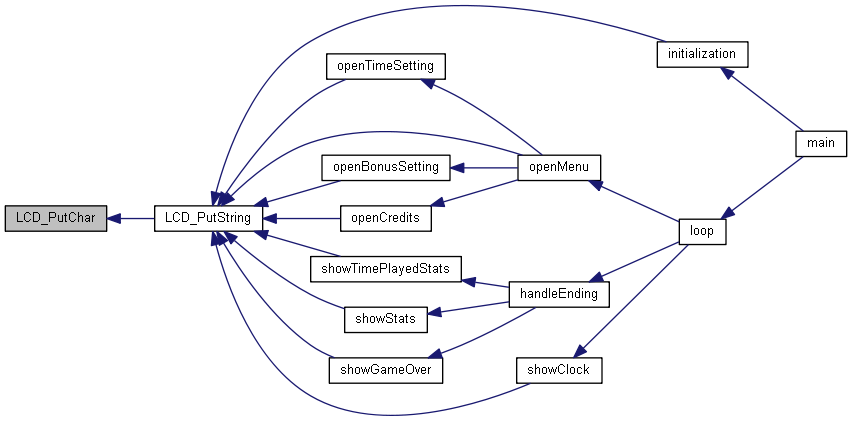 initialization
openTimeSetting
main
openBonusSetting
openMenu
LCD_PutChar
LCD_PutString
openCredits
loop
showTimePlayedStats
handleEnding
showStats
showGameOver
showClock